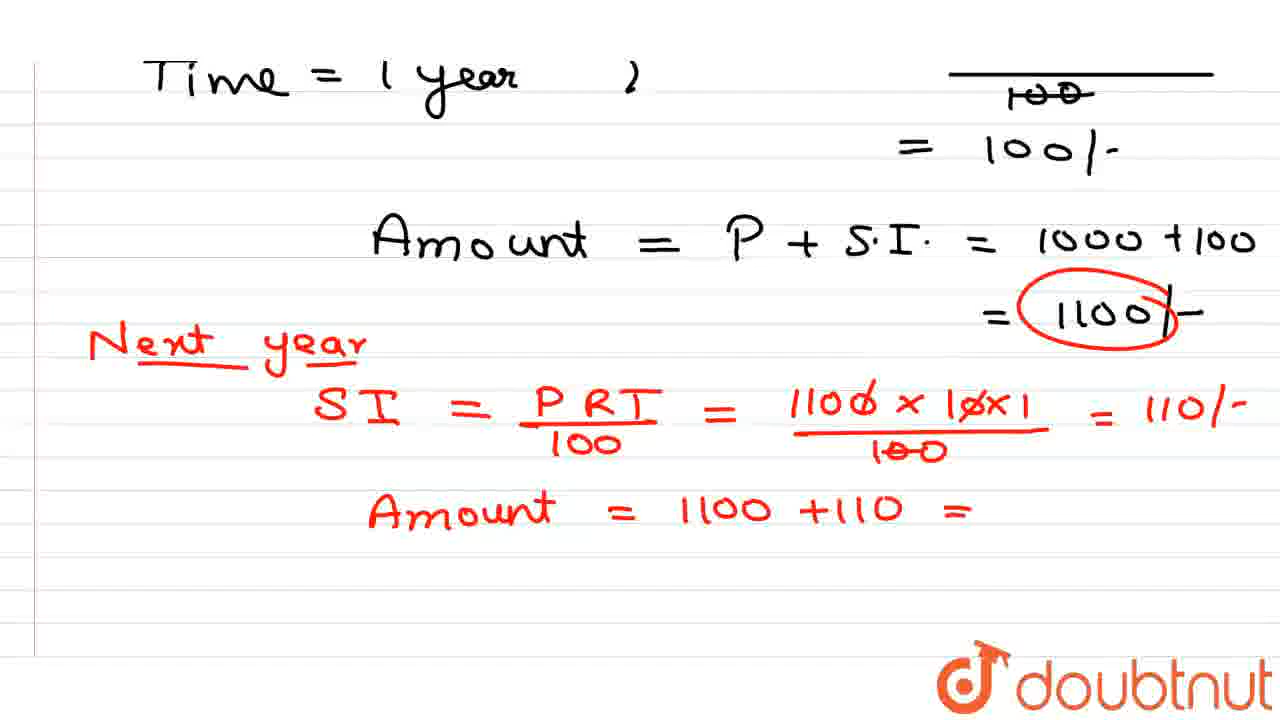 Time = 1 year }
100
= 100/-
Amount = P + S.I. = 1000 + 100
= 1100/-
Next year
SI = PRT/100 = 1100 × 10 × 1/100 = 110/-
Amount = 1100 + 110 =
doubtnut